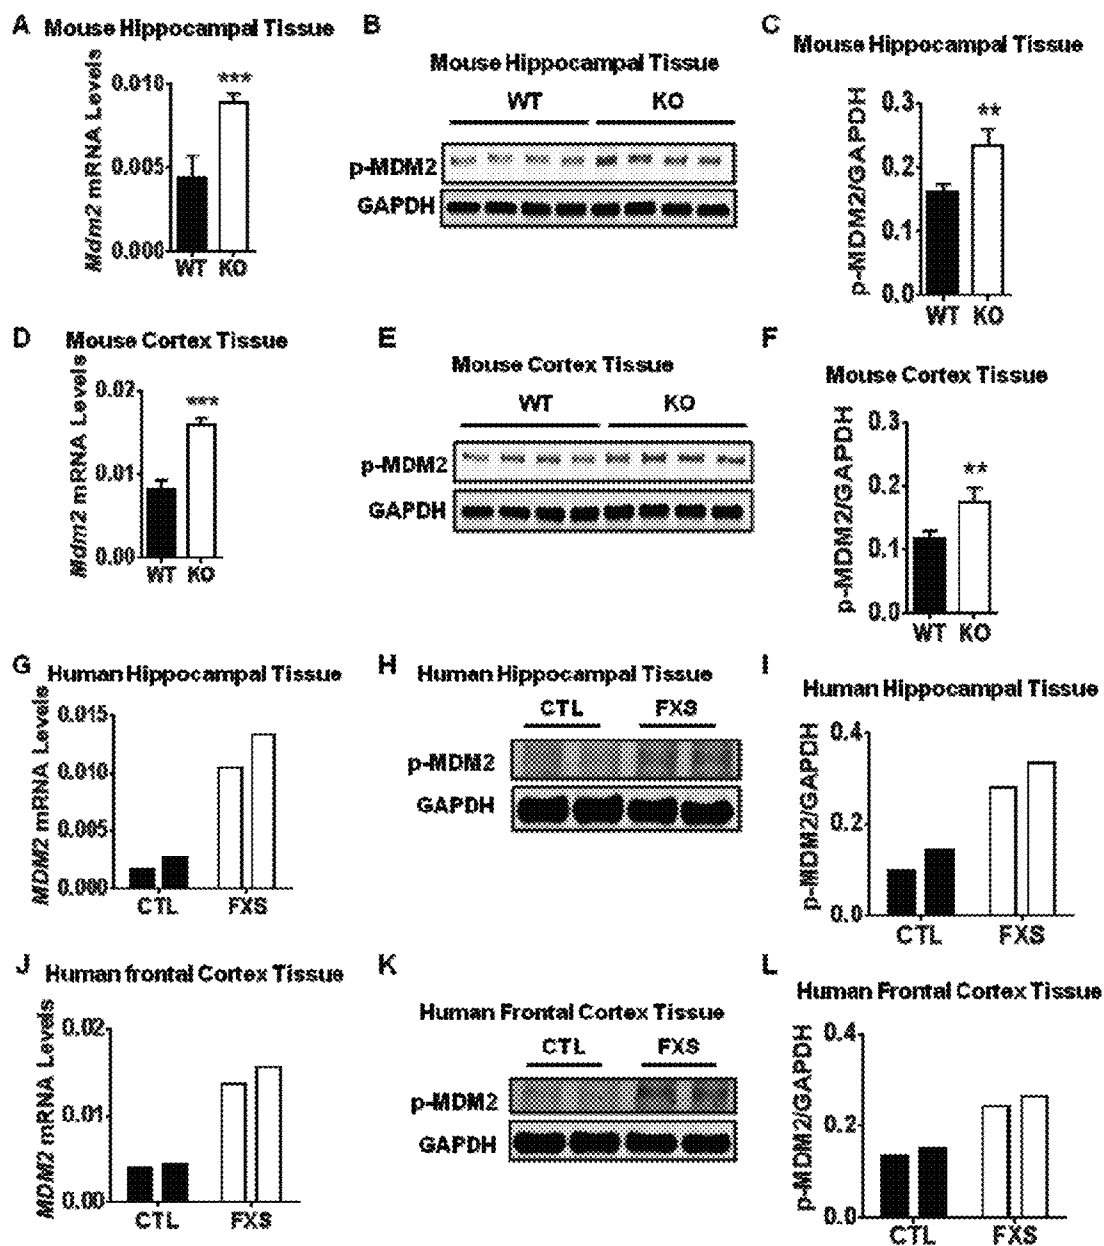 A Mouse Hippocampal Tissue
Mdm2 mRNA Levels
0.010
0.005
0.000
***
WT KO
B
Mouse Hippocampal Tissue
WT KO
p-MDM2
GAPDH
C
Mouse Hippocampal Tissue
p-MDM2/GAPDH
0.3
0.2
0.1
0.0
**
WT KO
D Mouse Cortex Tissue
Mdm2 mRNA Levels
0.02
0.01
0.00
***
WT KO
E
Mouse Cortex Tissue
WT KO
p-MDM2
GAPDH
F
Mouse Cortex Tissue
p-MDM2/GAPDH
0.3
0.2
0.1
0.0
**
WT KO
G Human Hippocampal Tissue
MDM2 mRNA Levels
0.015
0.010
0.005
0.000
CTL FXS
H Human Hippocampal Tissue
CTL FXS
p-MDM2
GAPDH
I
Human Hippocampal Tissue
p-MDM2/GAPDH
0.4
0.2
0.0
CTL FXS
J Human frontal Cortex Tissue
MDM2 mRNA Levels
0.02
0.01
0.00
CTL FXS
K
Human Frontal Cortex Tissue
CTL FXS
p-MDM2
GAPDH
L
Human Frontal Cortex Tissue
p-MDM2/GAPDH
0.4
0.2
0.0
CTL FXS